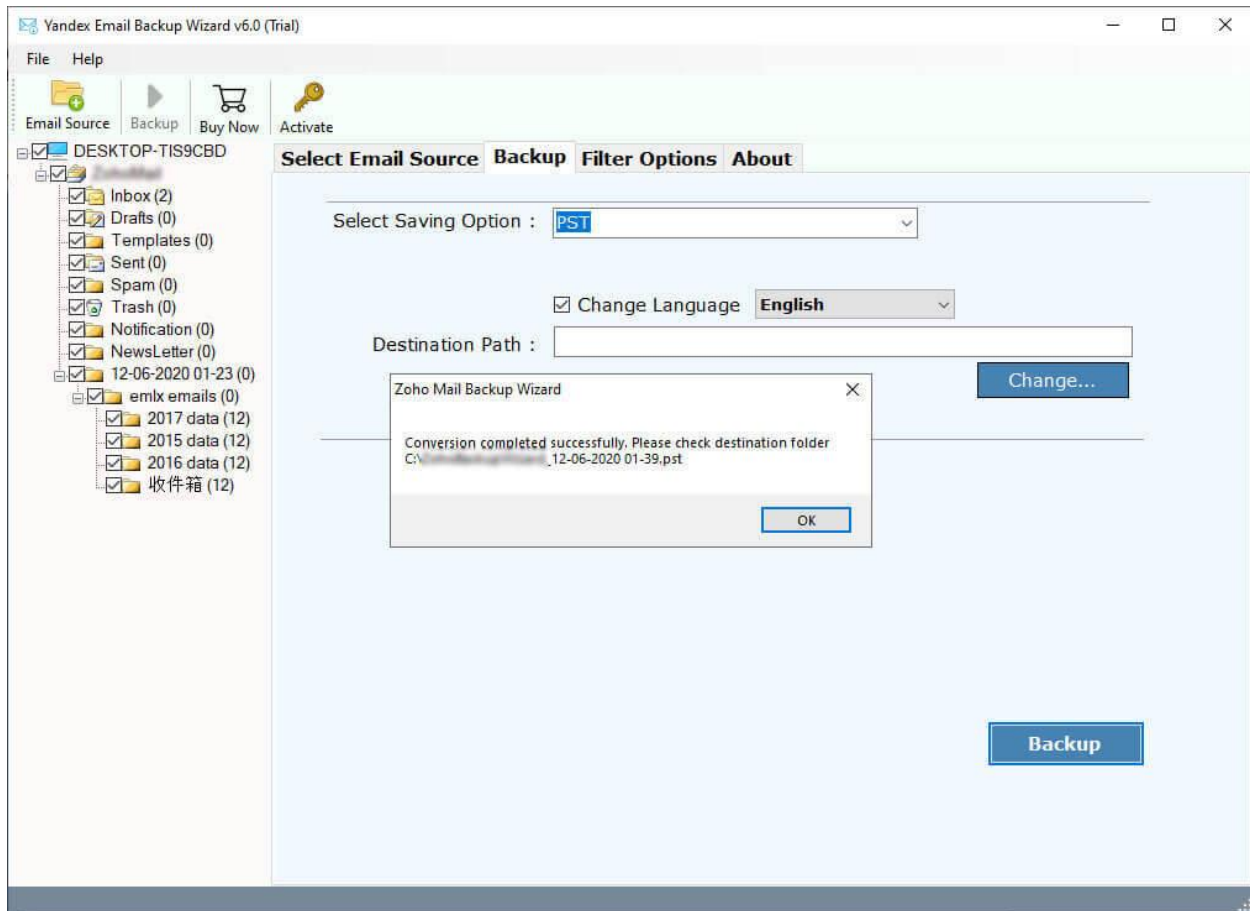 Yandex Email Backup Wizard v6.0 (Trial)
File Help
Email Source Backup Buy Now Activate
DESKTOP-TIS9CBD
Inbox (2)
Drafts (0)
Templates (0)
Sent (0)
Spam (0)
Trash (0)
Notification (0)
NewsLetter (0)
12-06-2020 01-23 (0)
emlx emails (0)
2017 data (12)
2015 data (12)
2016 data (12)
收件箱 (12)
Select Email Source Backup Filter Options About
Select Saving Option : PST
Change Language English
Destination Path :
Change...
Zoho Mail Backup Wizard
Conversion completed successfully. Please check destination folder
C:\ _12-06-2020 01-39.pst
OK
Backup